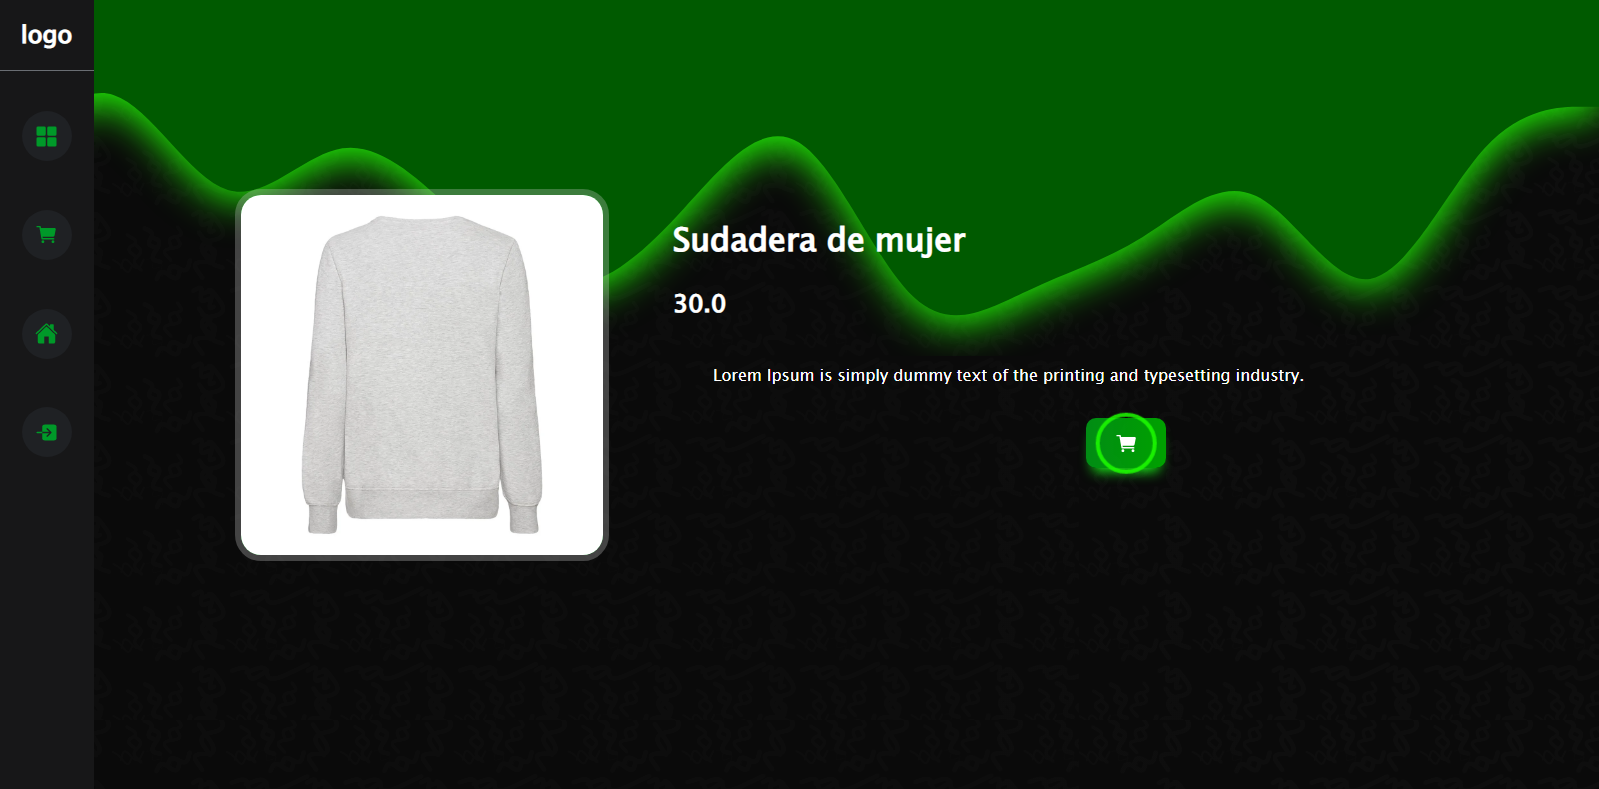 logo
Sudadera de mujer
30.0
Lorem Ipsum is simply dummy text of the printing and typesetting industry.